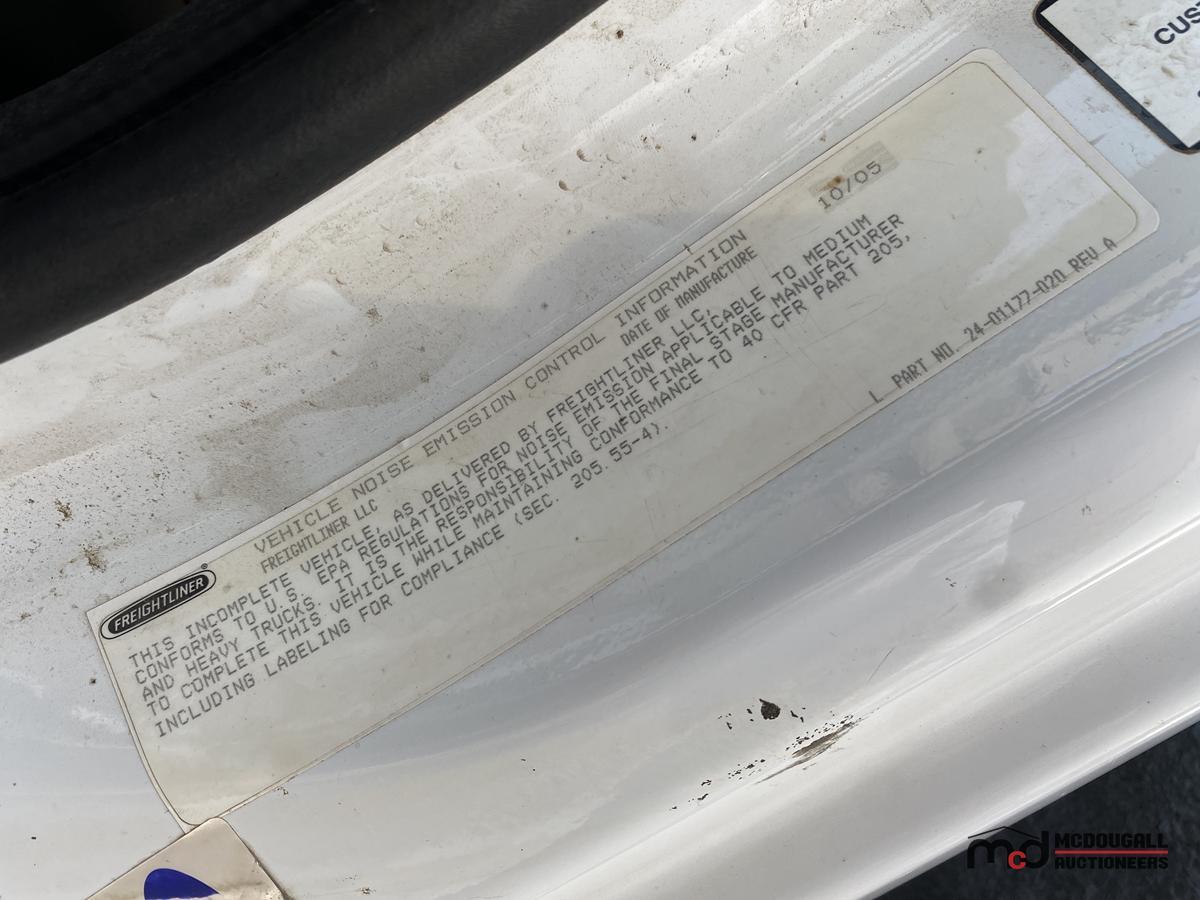 CUS
FREIGHTLINER
VEHICLE NOISE EMISSION CONTROL INFORMATION
FREIGHTLINER LLC DATE OF MANUFACTURE 10/05
THIS INCOMPLETE VEHICLE, AS DELIVERED BY FREIGHTLINER LLC,
CONFORMS TO U.S. EPA REGULATIONS FOR NOISE EMISSION APPLICABLE TO MEDIUM
AND HEAVY TRUCKS. IT IS THE RESPONSIBILITY OF THE FINAL STAGE MANUFACTURER
TO COMPLETE THIS VEHICLE WHILE MAINTAINING CONFORMANCE TO 40 CFR PART 205,
INCLUDING LABELING FOR COMPLIANCE (SEC. 205.55-4).
PART NO. 24-01177-020 REV A
mcd MCDOUGALL
AUCTIONEERS